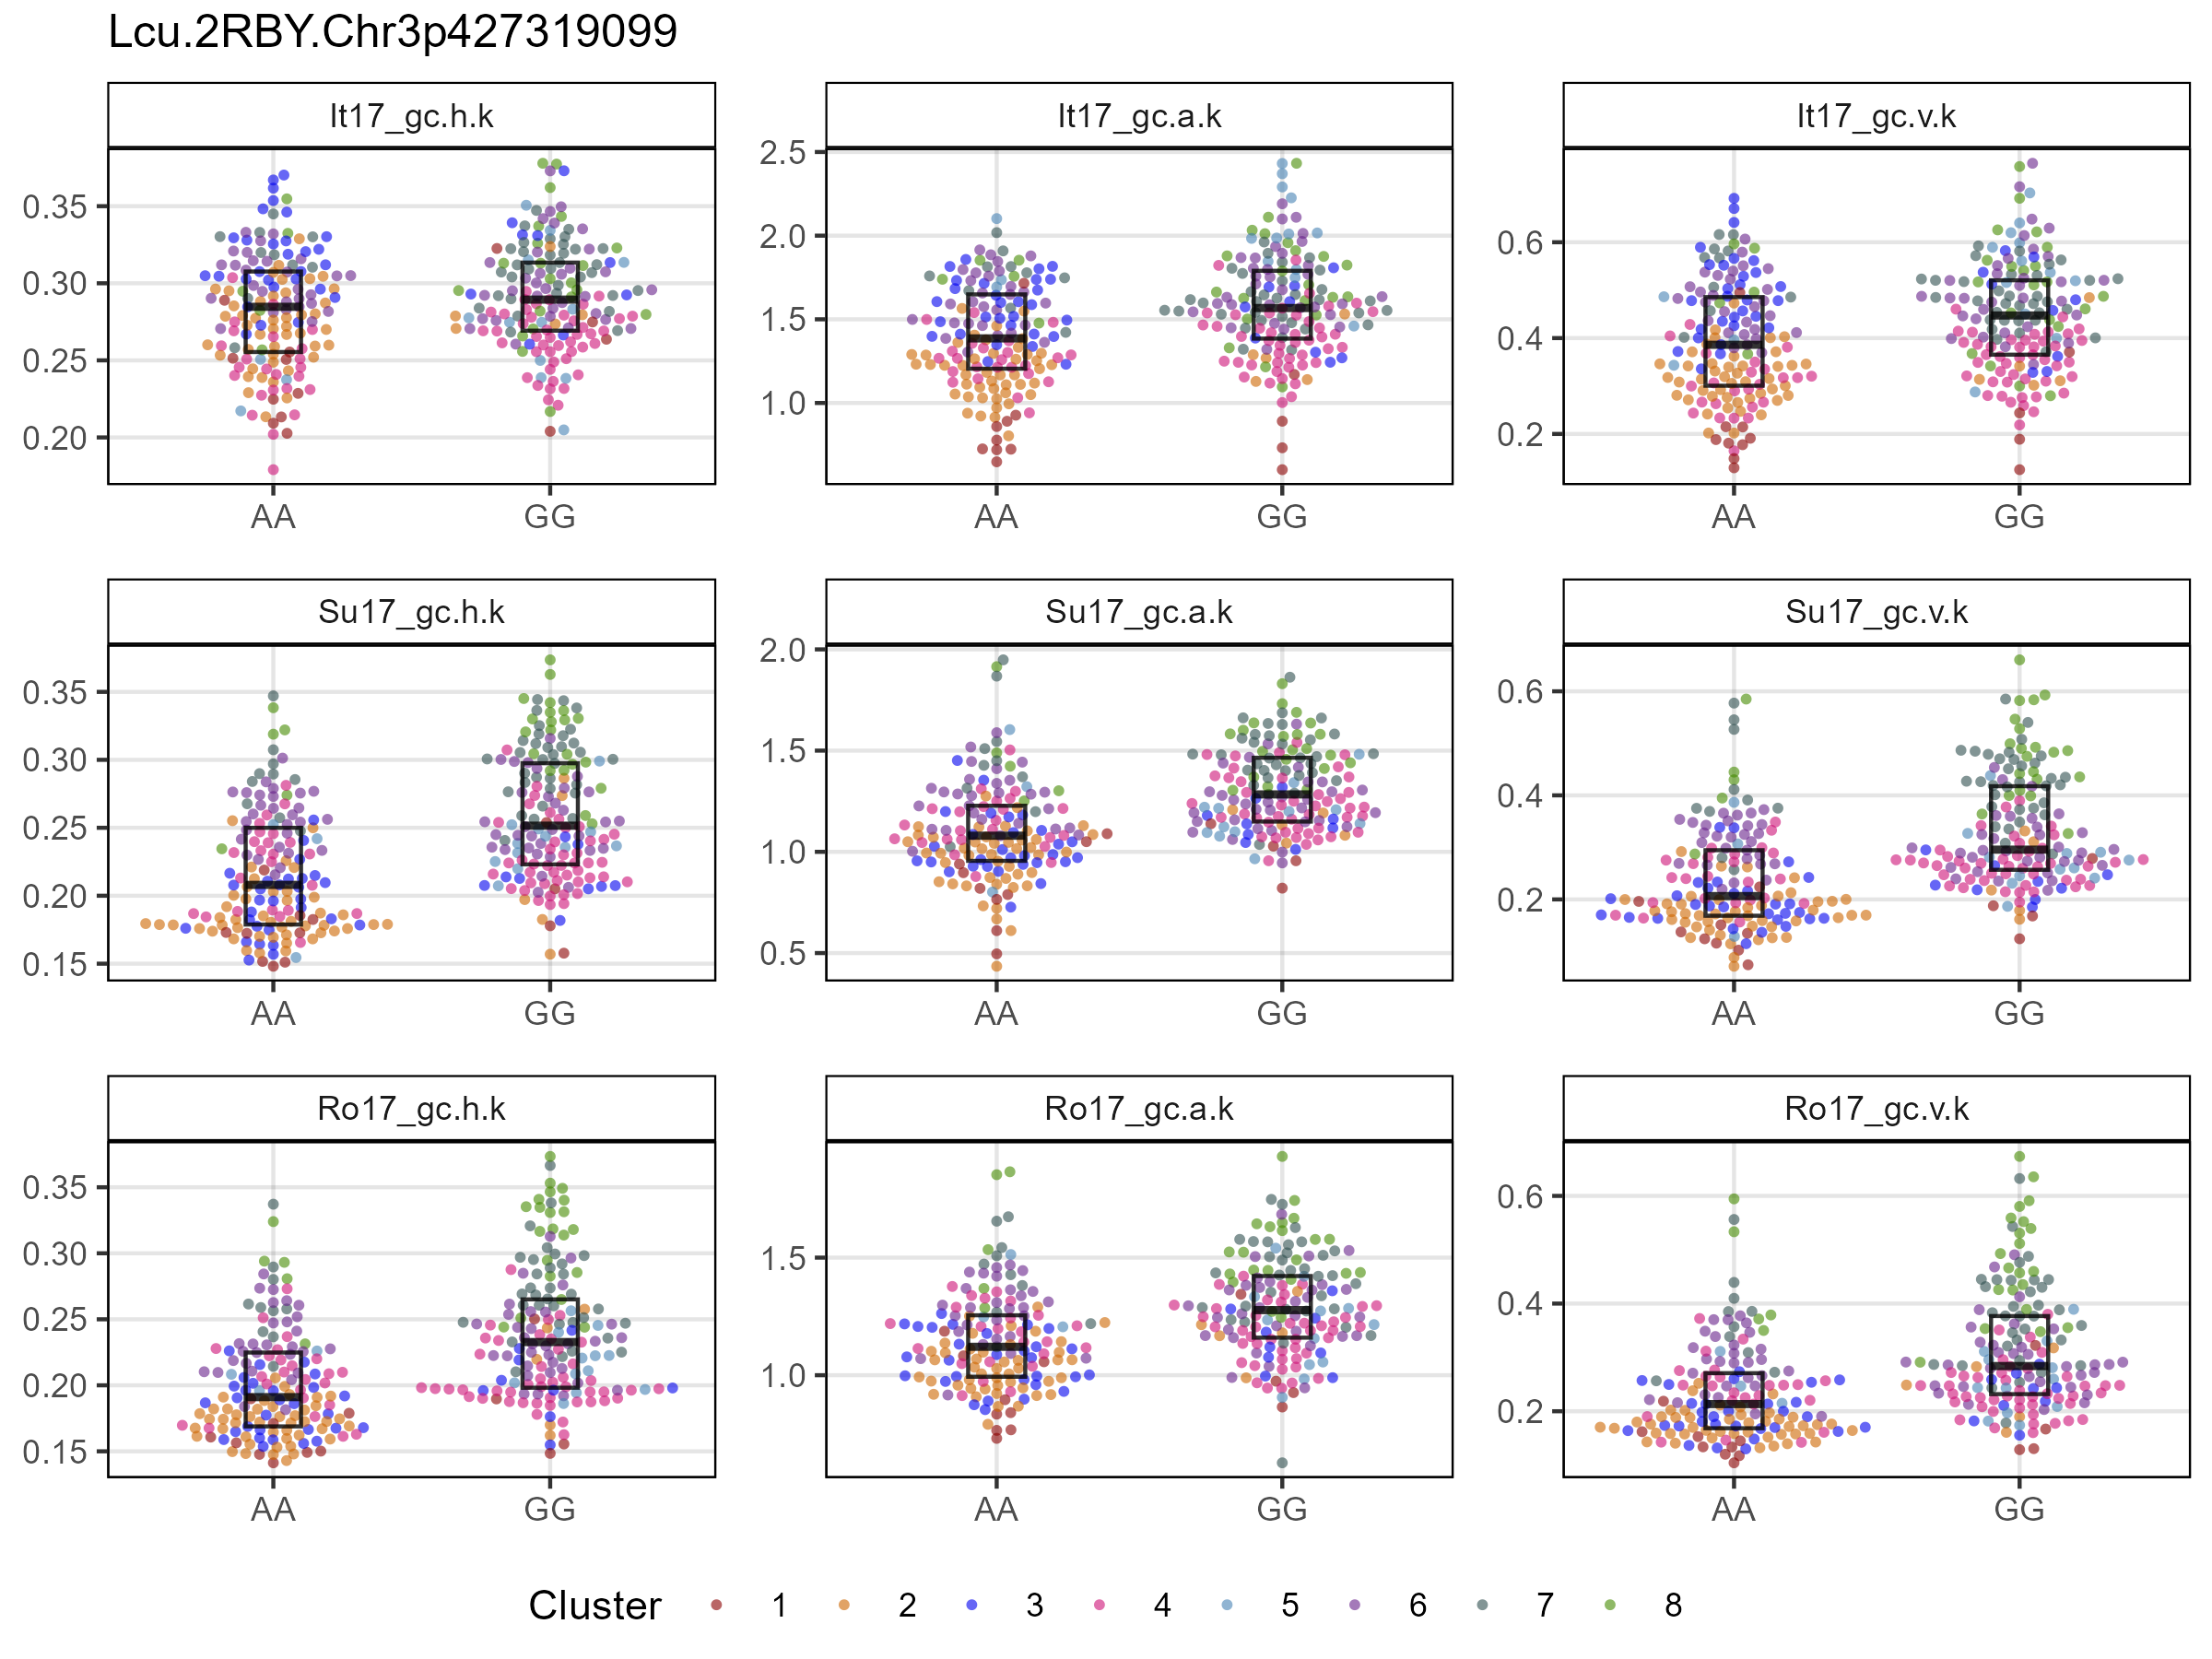 Lcu.2RBY.Chr3p427319099
It17_gc.h.k
It17_gc.a.k
It17_gc.v.k
0.35
0.30
0.25
0.20
AA
GG
2.5
2.0
1.5
1.0
AA
GG
0.6
0.4
0.2
AA
GG
Su17_gc.h.k
Su17_gc.a.k
Su17_gc.v.k
0.35
0.30
0.25
0.20
0.15
AA
GG
2.0
1.5
1.0
0.5
AA
GG
0.6
0.4
0.2
AA
GG
Ro17_gc.h.k
Ro17_gc.a.k
Ro17_gc.v.k
0.35
0.30
0.25
0.20
0.15
AA
GG
1.5
1.0
AA
GG
0.6
0.4
0.2
AA
GG
Cluster 1 2 3 4 5 6 7 8